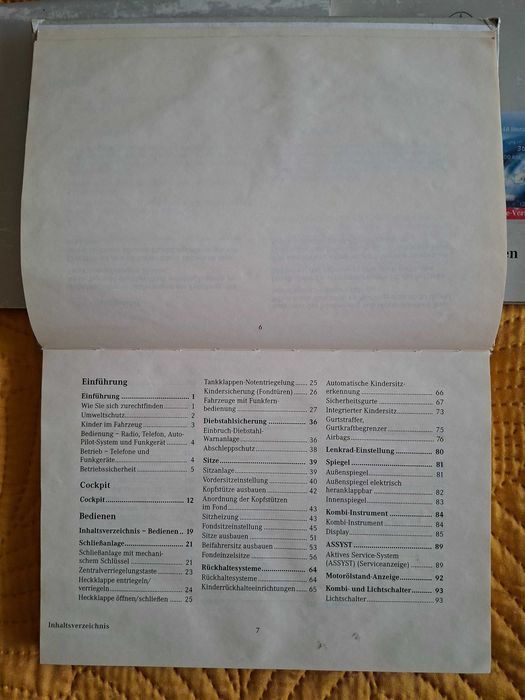 6
Einführung
Einführung 1
Wie Sie sich zurechtfinden 1
Umweltschutz 2
Kinder im Fahrzeug 3
Bedienung – Radio, Telefon, Auto-
Pilot-System und Funkgerät 4
Betrieb – Telefone und
Funkgeräte 4
Betriebssicherheit 5
Cockpit
Cockpit 12
Bedienen
Inhaltsverzeichnis – Bedienen 19
Schließanlage 21
Schließanlage mit mechani-
schem Schlüssel 21
Zentralverriegelungstaste 23
Heckklappe entriegeln/
verriegeln 24
Heckklappe öffnen/schließen 25
Tankklappen-Notentriegelung 25
Kindersicherung (Fondtüren) 26
Fahrzeuge mit Funkfern-
bedienung 27
Diebstahlsicherung 36
Einbruch-Diebstahl-
Warnanlage 36
Abschleppschutz 38
Sitze 39
Sitzanlage 39
Vordersitzeinstellung 40
Kopfstütze ausbauen 42
Anordnung der Kopfstützen
im Fond 43
Sitzheizung 43
Fondsitzeinstellung 45
Sitze ausbauen 51
Beifahrersitz ausbauen 53
Fondeinzelsitze 56
Rückhaltesysteme 64
Rückhaltesysteme 64
Kinderrückhalteeinrichtungen 65
Automatische Kindersitz-
erkennung 66
Sicherheitsgurte 67
Integrierter Kindersitz 73
Gurtstraffer,
Gurtkraftbegrenzer 75
Airbags 76
Lenkrad-Einstellung 80
Spiegel 81
Außenspiegel 81
Außenspiegel elektrisch
heranklappbar 82
Innenspiegel 83
Kombi-Instrument 84
Kombi-Instrument 84
Display 85
ASSYST 89
Aktives Service-System
(ASSYST) (Serviceanzeige) 89
Motorölstand-Anzeige 92
Kombi- und Lichtschalter 93
Lichtschalter 93
Inhaltsverzeichnis
7